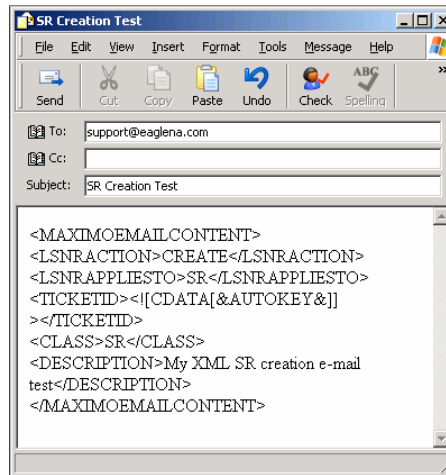 SR Creation Test
File Edit View Insert Format Tools Message Help
Send Cut Copy Paste Undo Check Spelling
ABC
To: support@eaglena.com
Cc:
Subject: SR Creation Test
<MAXIMOEMAILCONTENT>
<LSNRACTION>CREATE</LSNRACTION>
<LSNRAPPLIESTO>SR</LSNRAPPLIESTO>
<TICKETID><![CDATA[&AUTOKEY&]]
></TICKETID>
<CLASS>SR</CLASS>
<DESCRIPTION>My XML SR creation e-mail
test</DESCRIPTION>
</MAXIMOEMAILCONTENT>